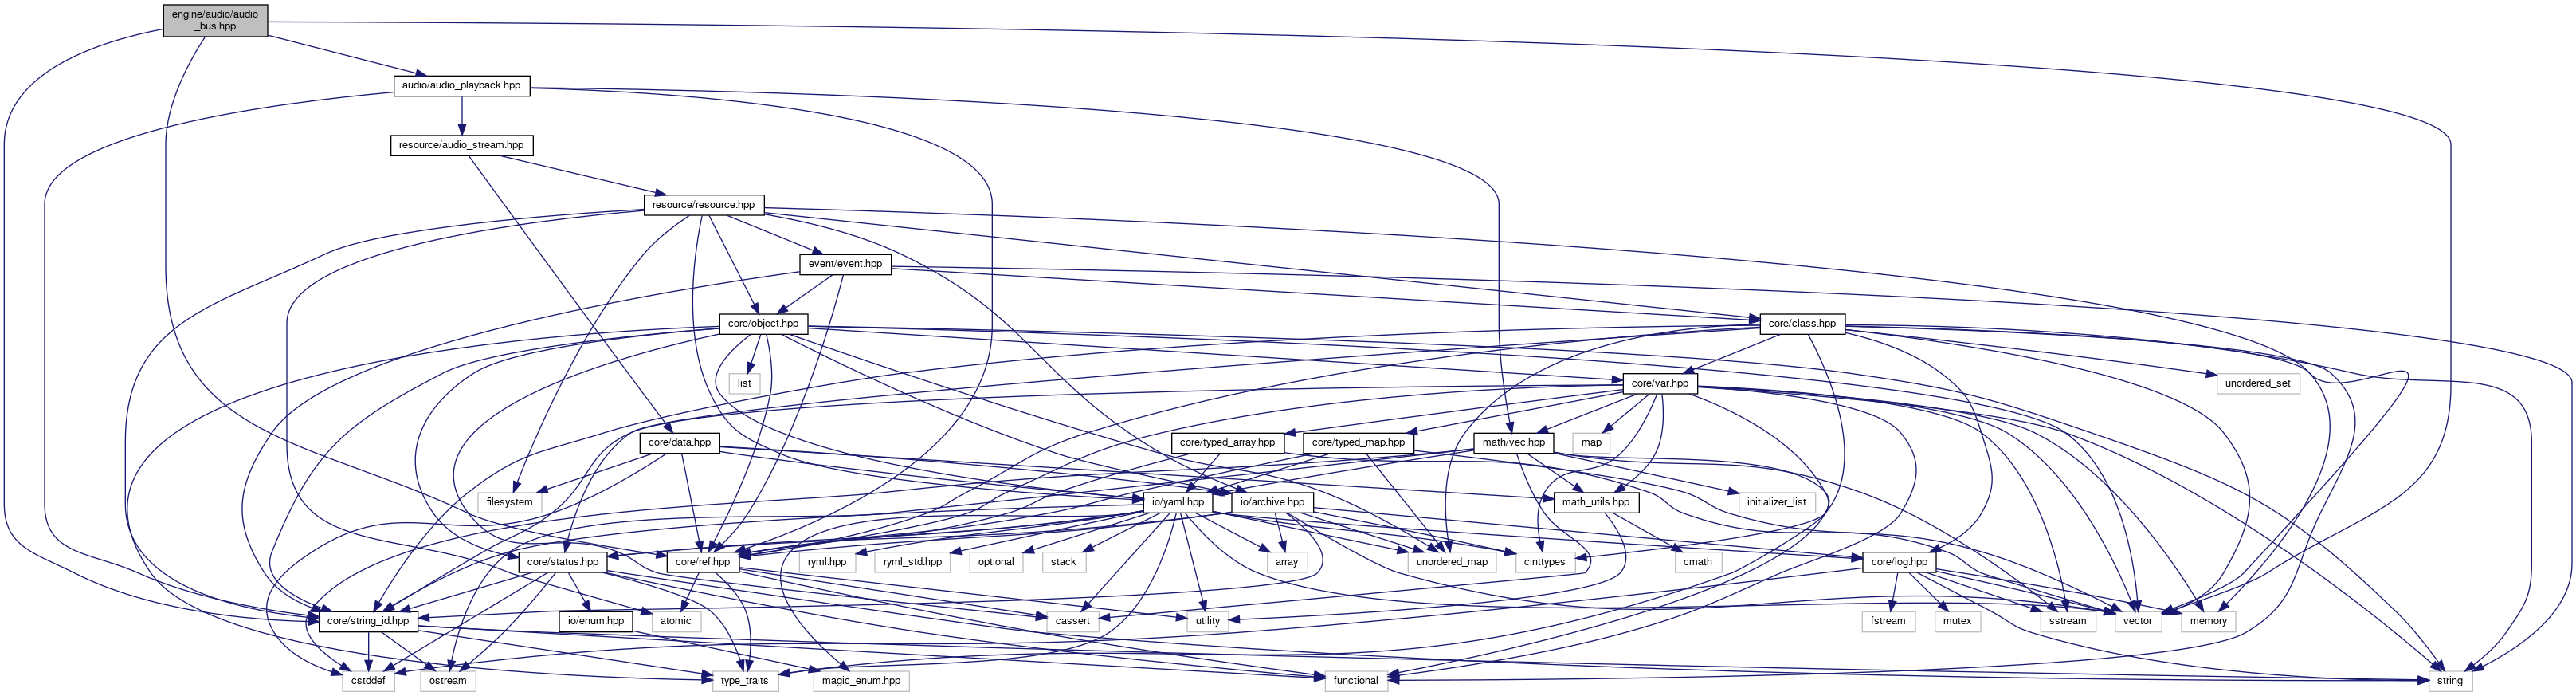 engine/audio/audio
_bus.hpp
audio/audio_playback.hpp
resource/audio_stream.hpp
resource/resource.hpp
event/event.hpp
core/object.hpp
core/class.hpp
list
core/var.hpp
unordered_set
core/data.hpp
core/typed_array.hpp
core/typed_map.hpp
math/vec.hpp
map
filesystem
io/yaml.hpp
io/archive.hpp
math_utils.hpp
initializer_list
core/status.hpp
core/ref.hpp
ryml.hpp
ryml_std.hpp
optional
stack
array
unordered_map
cinttypes
cmath
core/log.hpp
core/string_id.hpp
io/enum.hpp
atomic
cassert
utility
fstream
mutex
sstream
vector
memory
cstddef
ostream
type_traits
magic_enum.hpp
functional
string